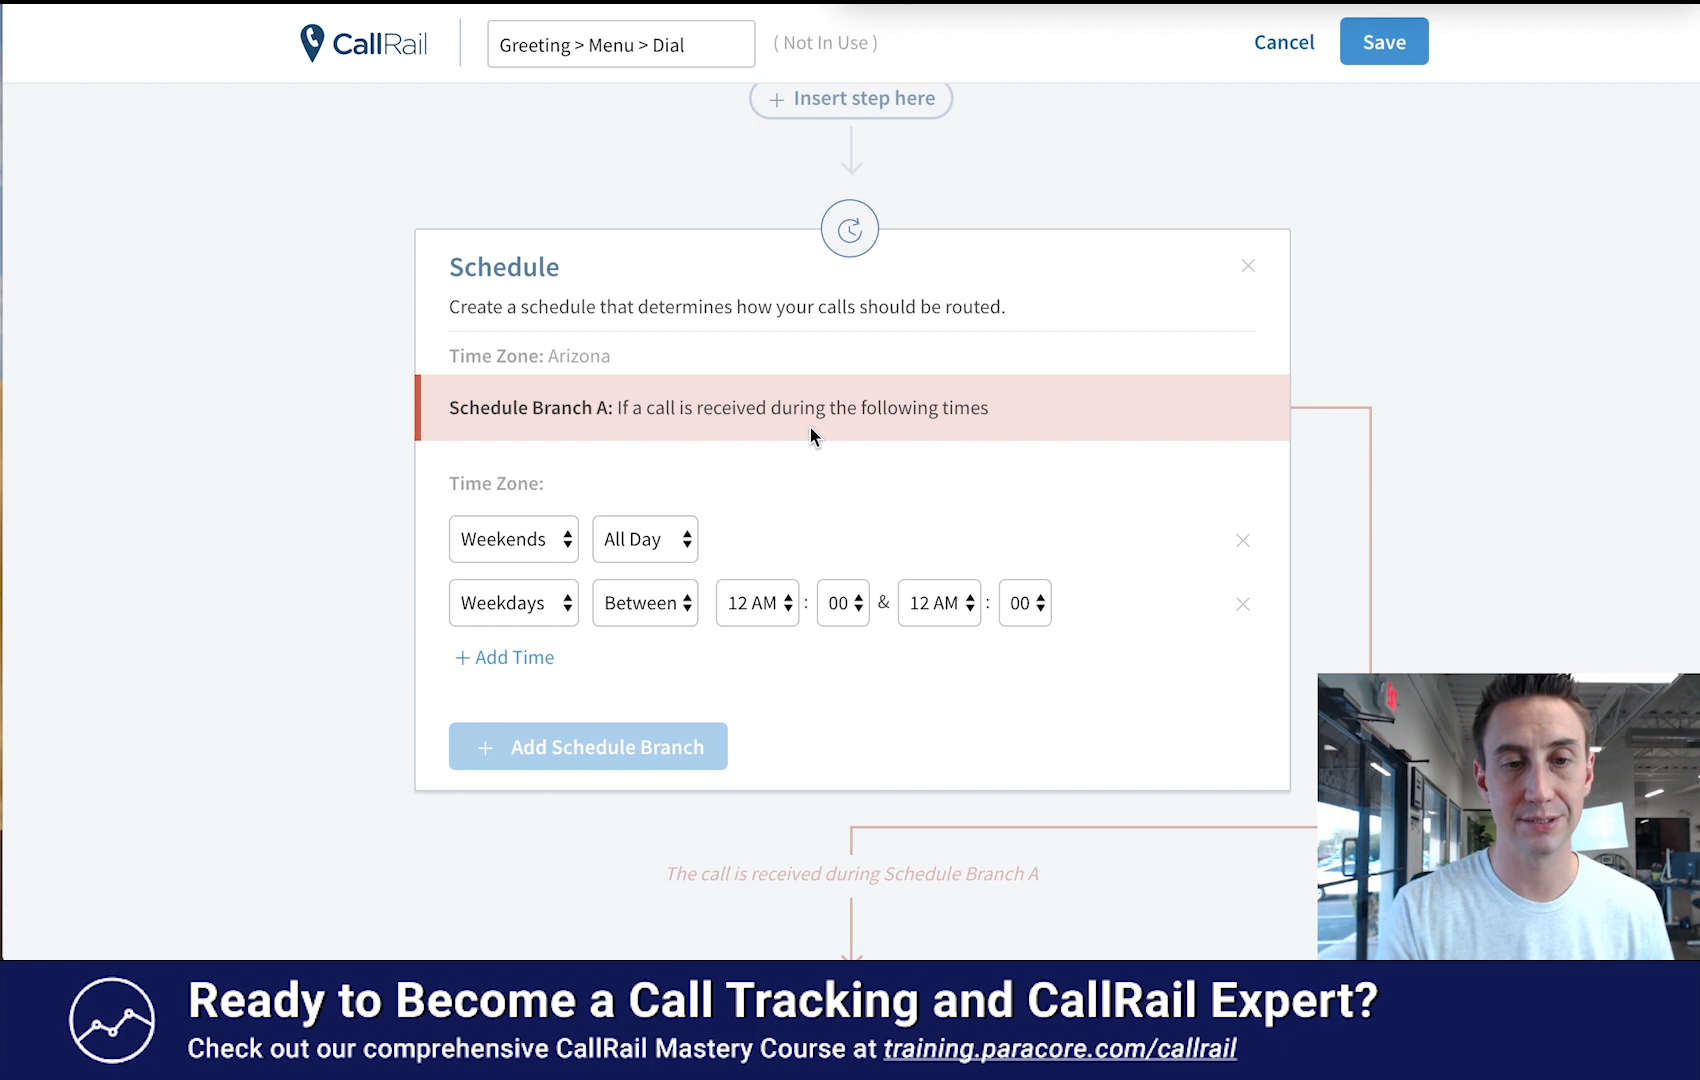 CallRail
Greeting > Menu > Dial
( Not In Use )
Cancel
Save
+ Insert step here
Schedule
Create a schedule that determines how your calls should be routed.
Time Zone: Arizona
Schedule Branch A: If a call is received during the following times
Time Zone:
Weekends All Day
Weekdays Between 12 AM : 00 & 12 AM : 00
+ Add Time
+ Add Schedule Branch
The call is received during Schedule Branch A
Ready to Become a Call Tracking and CallRail Expert?
Check out our comprehensive CallRail Mastery Course at training.paracore.com/callrail